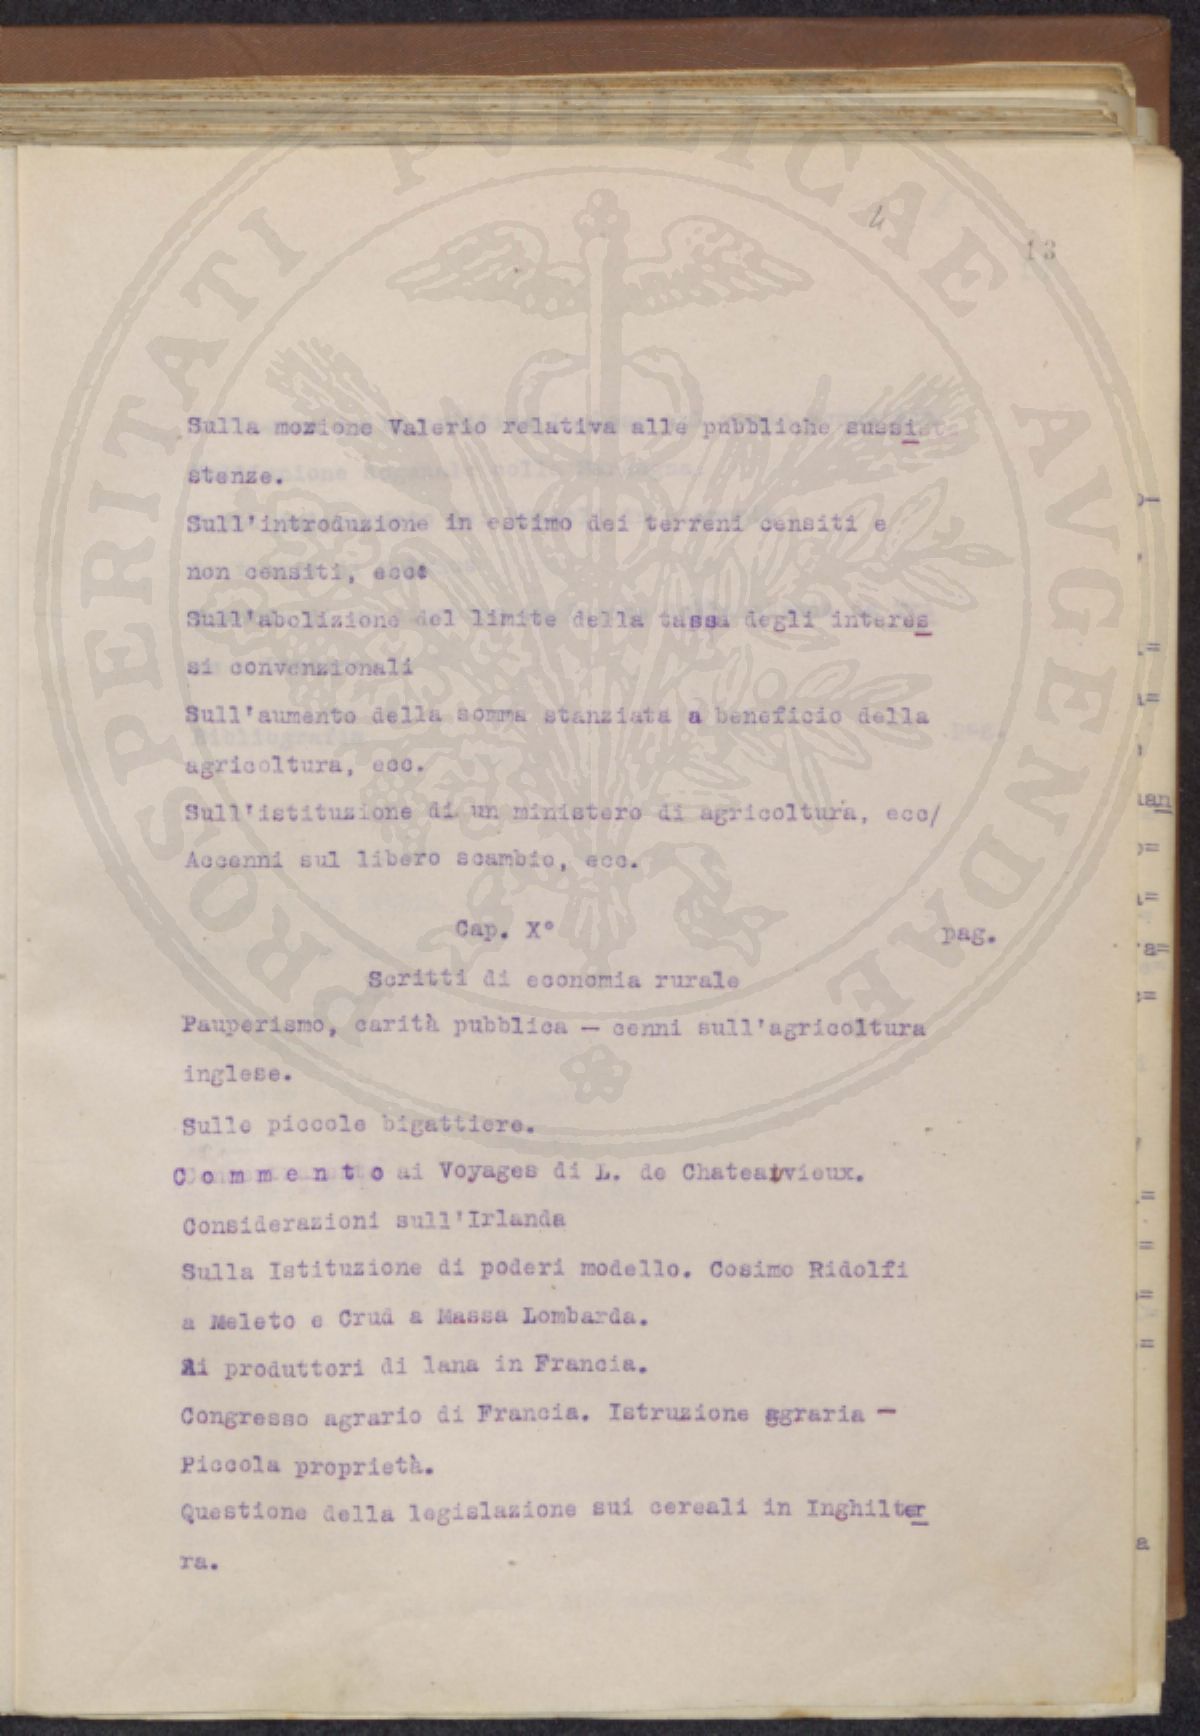 PROSPERITATI PUBLICAE AVGENDAE
4
13
Sulla mozione Valerio relativa alle pubbliche sussi
stenze.
Sull'introduzione in estimo dei terreni censiti e
non censiti, ecc.
Sull'abolizione del limite della tassa degli interes
si convenzionali
Sull'aumento della somma stanziata a beneficio della
agricoltura, ecc.
Sull'istituzione di un ministero di agricoltura, ecc/
Accenni sul libero scambio, ecc.
Cap. X° pag.
Scritti di economia rurale
Pauperismo, carità pubblica — cenni sull'agricoltura
inglese.
Sulle piccole bigattiere.
Commento ai Voyages di L. de Chateauvieux.
Considerazioni sull'Irlanda
Sulla Istituzione di poderi modello. Cosimo Ridolfi
a Meleto e Crud a Massa Lombarda.
Ai produttori di lana in Francia.
Congresso agrario di Francia. Istruzione agraria —
Piccola proprietà.
Questione della legislazione sui cereali in Inghilter
ra.